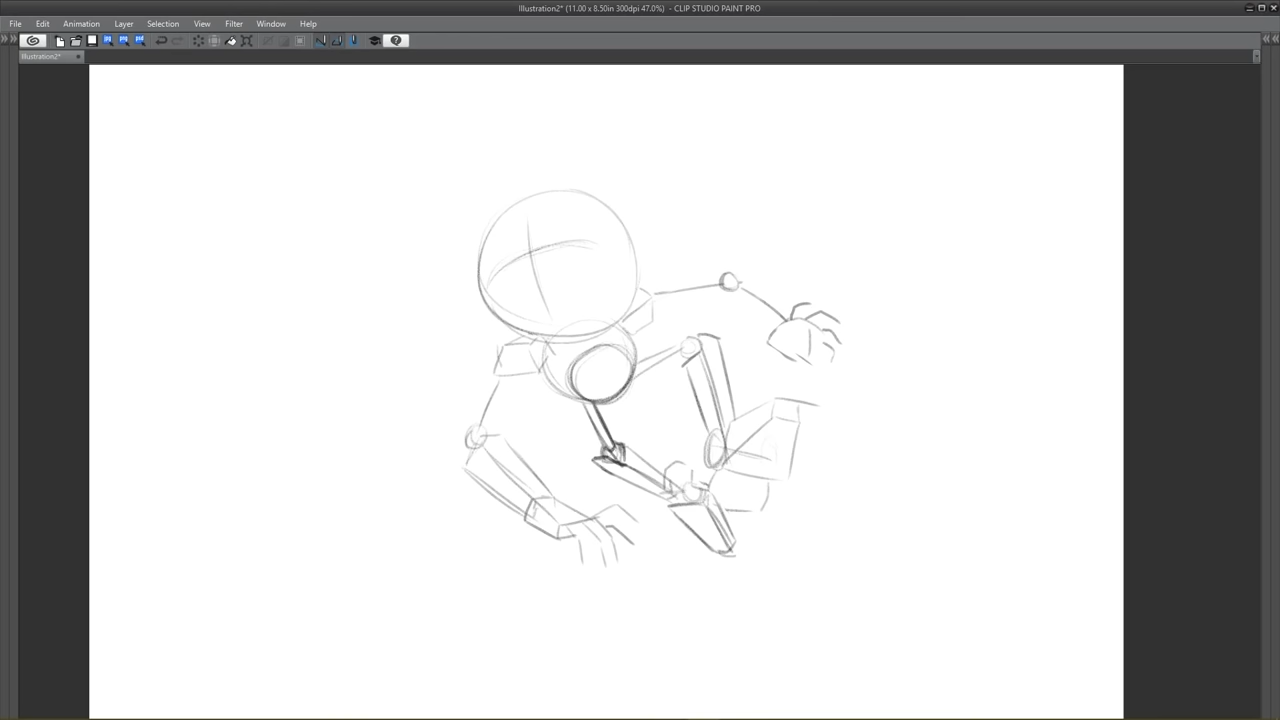 Illustration2* (11.00 x 8.50in 300dpi 47.0%) - CLIP STUDIO PAINT PRO
File Edit Animation Layer Selection View Filter Window Help
Illustration2*